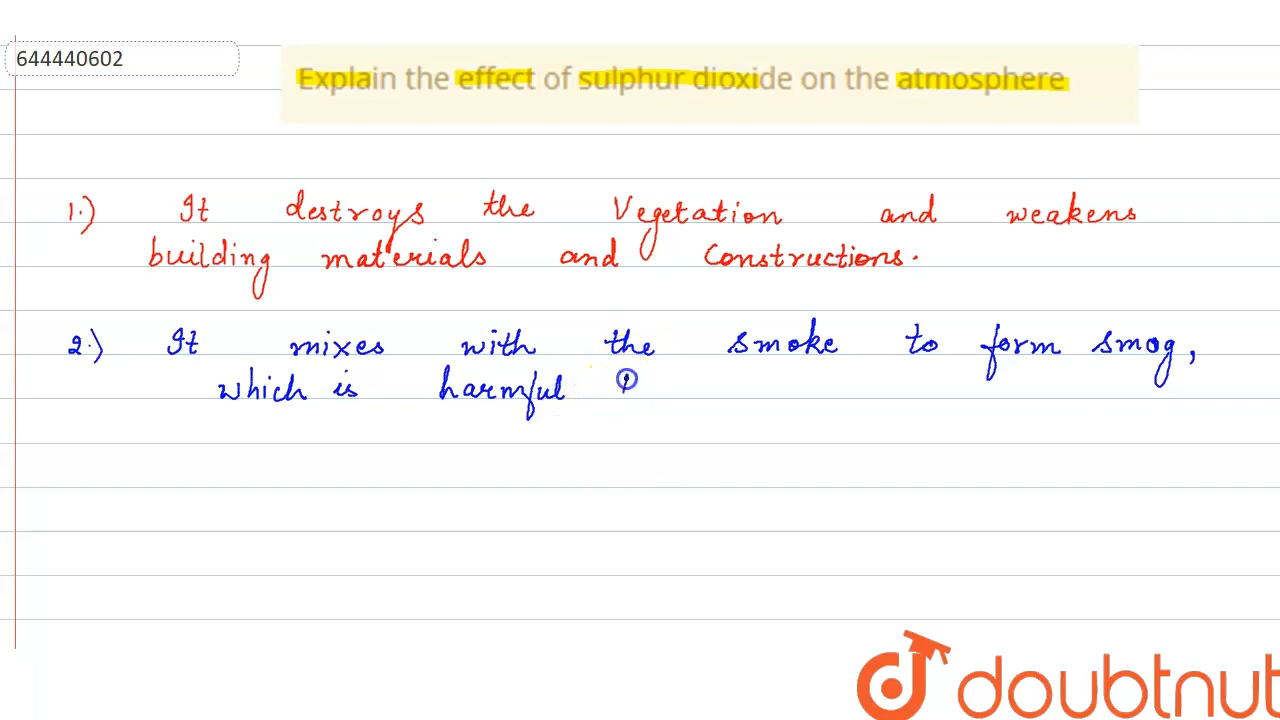 644440602
Explain the effect of sulphur dioxide on the atmosphere
1.) It destroys the Vegetation and weakens
building materials and Constructions.
2.) It mixes with the smoke to form smog,
which is harmful
doubtnut